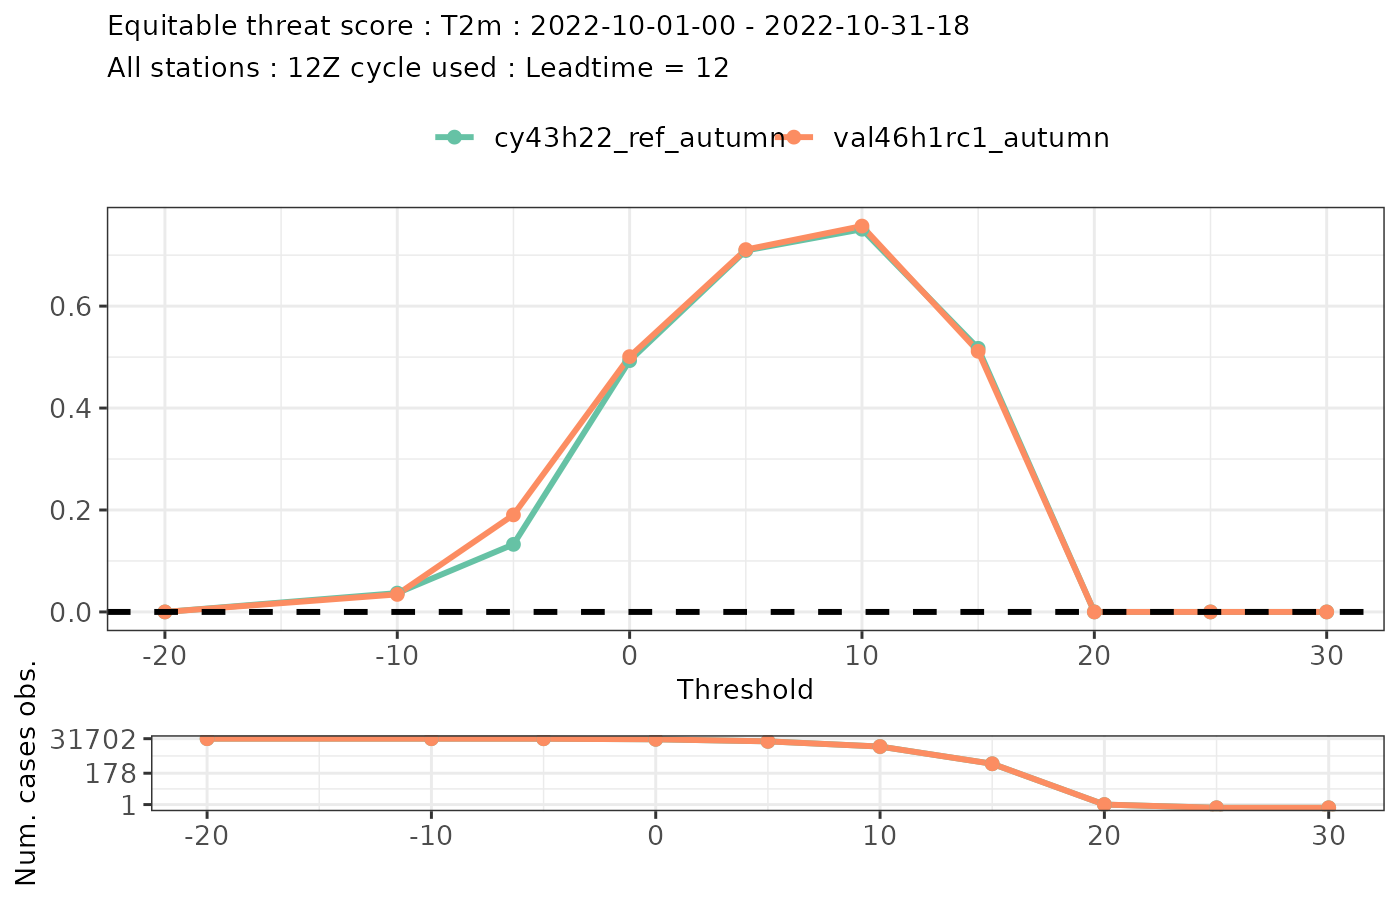 Equitable threat score : T2m : 2022-10-01-00 - 2022-10-31-18
All stations : 12Z cycle used : Leadtime = 12
cy43h22_ref_autumn val46h1rc1_autumn
0.6
0.4
0.2
0.0
-20 -10 0 10 20 30
Threshold
Num. cases obs.
31702
178
1
-20 -10 0 10 20 30